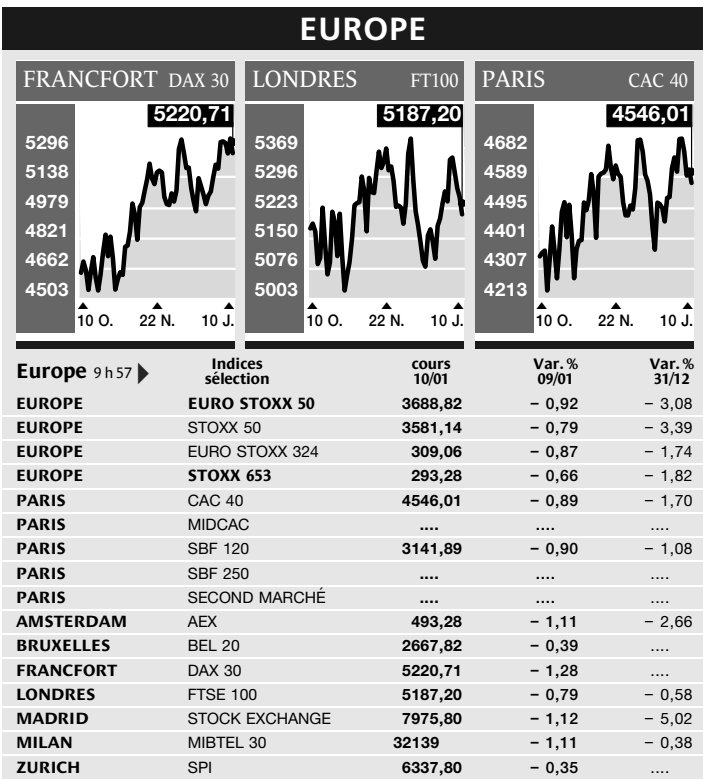 EUROPE
FRANCFORT DAX 30
5220,71
5296
5138
4979
4821
4662
4503
10 O. 22 N. 10 J.
LONDRES FT100
5187,20
5369
5296
5223
5150
5076
5003
10 O. 22 N. 10 J.
PARIS CAC 40
4546,01
4682
4589
4495
4401
4307
4213
10 O. 22 N. 10 J.
Europe 9 h 57 Indices sélection cours 10/01 Var. % 09/01 Var. % 31/12
EUROPE EURO STOXX 50 3688,82 – 0,92 – 3,08
EUROPE STOXX 50 3581,14 – 0,79 – 3,39
EUROPE EURO STOXX 324 309,06 – 0,87 – 1,74
EUROPE STOXX 653 293,28 – 0,66 – 1,82
PARIS CAC 40 4546,01 – 0,89 – 1,70
PARIS MIDCAC .... .... ....
PARIS SBF 120 3141,89 – 0,90 – 1,08
PARIS SBF 250 .... .... ....
PARIS SECOND MARCHÉ .... .... ....
AMSTERDAM AEX 493,28 – 1,11 – 2,66
BRUXELLES BEL 20 2667,82 – 0,39 ....
FRANCFORT DAX 30 5220,71 – 1,28 ....
LONDRES FTSE 100 5187,20 – 0,79 – 0,58
MADRID STOCK EXCHANGE 7975,80 – 1,12 – 5,02
MILAN MIBTEL 30 32139 – 1,11 – 0,38
ZURICH SPI 6337,80 – 0,35 ....